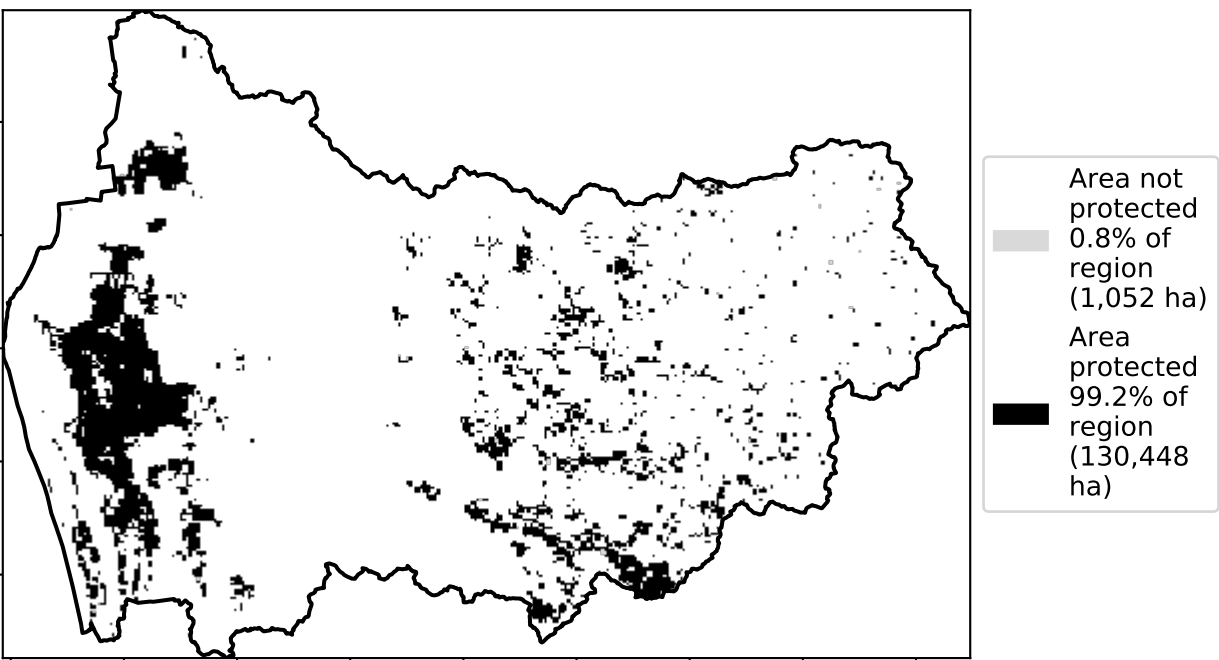 Area not
protected
0.8% of
region
(1,052 ha)
Area
protected
99.2% of
region
(130,448
ha)